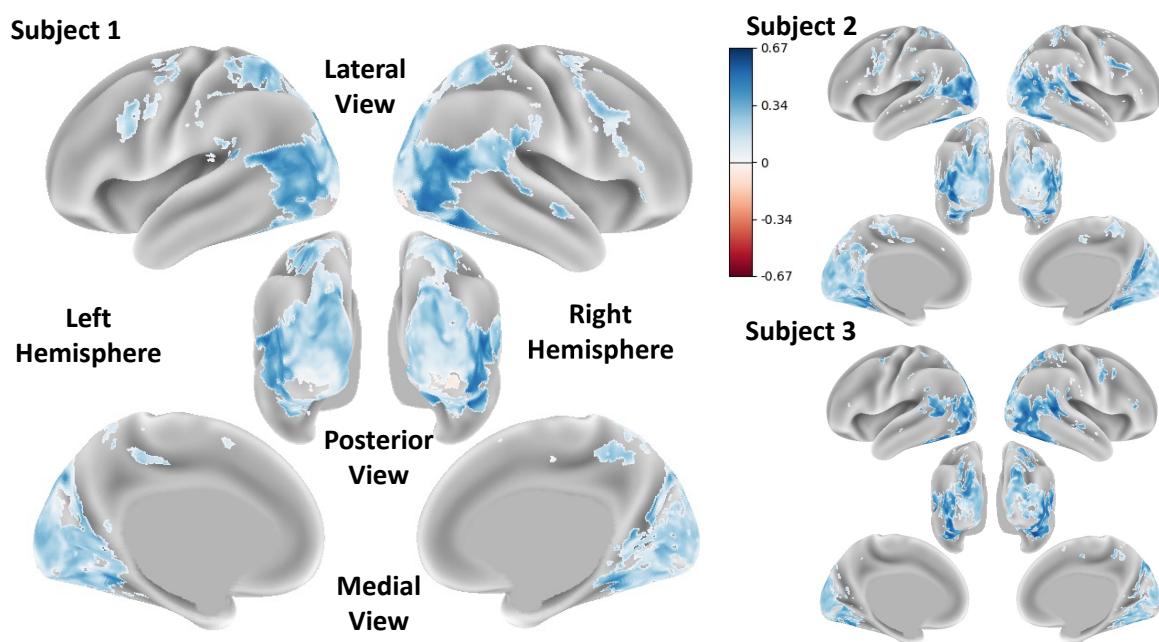 Subject 1
Lateral
View
Left
Hemisphere
Right
Hemisphere
Posterior
View
Medial
View
Subject 2
0.67
0.34
0
-0.34
-0.67
Subject 3